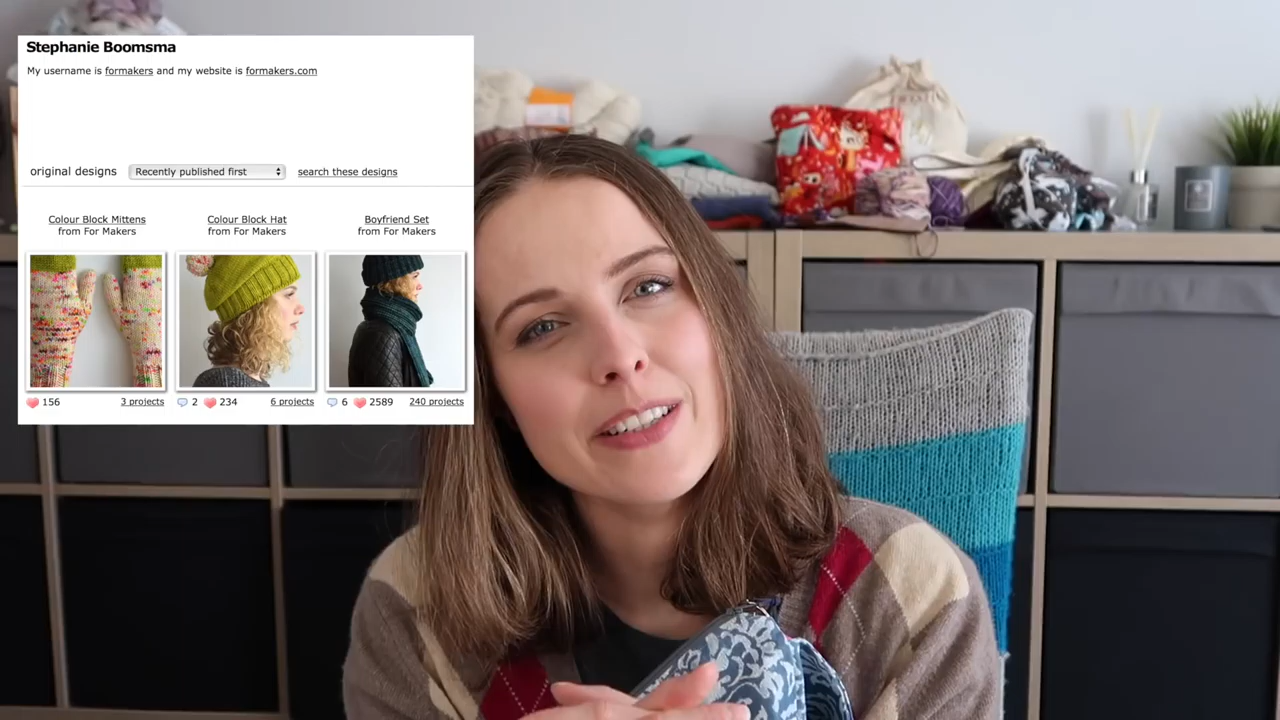 Stephanie Boomsma
My username is formakers and my website is formakers.com
original designs Recently published first search these designs
Colour Block Mittens Colour Block Hat Boyfriend Set
from For Makers from For Makers from For Makers
156 3 projects 2 234 6 projects 6 2589 240 projects